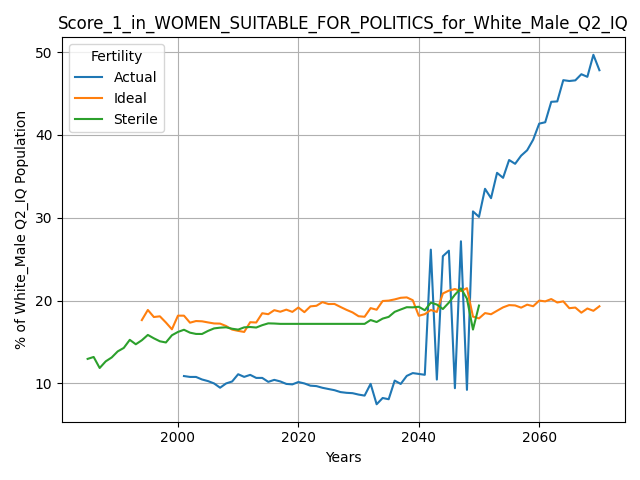 Score_1_in_WOMEN_SUITABLE_FOR_POLITICS_for_White_Male_Q2_IQ
Fertility
Actual
Ideal
Sterile
% of White_Male Q2_IQ Population
50
40
30
20
10
2000
2020
2040
2060
Years